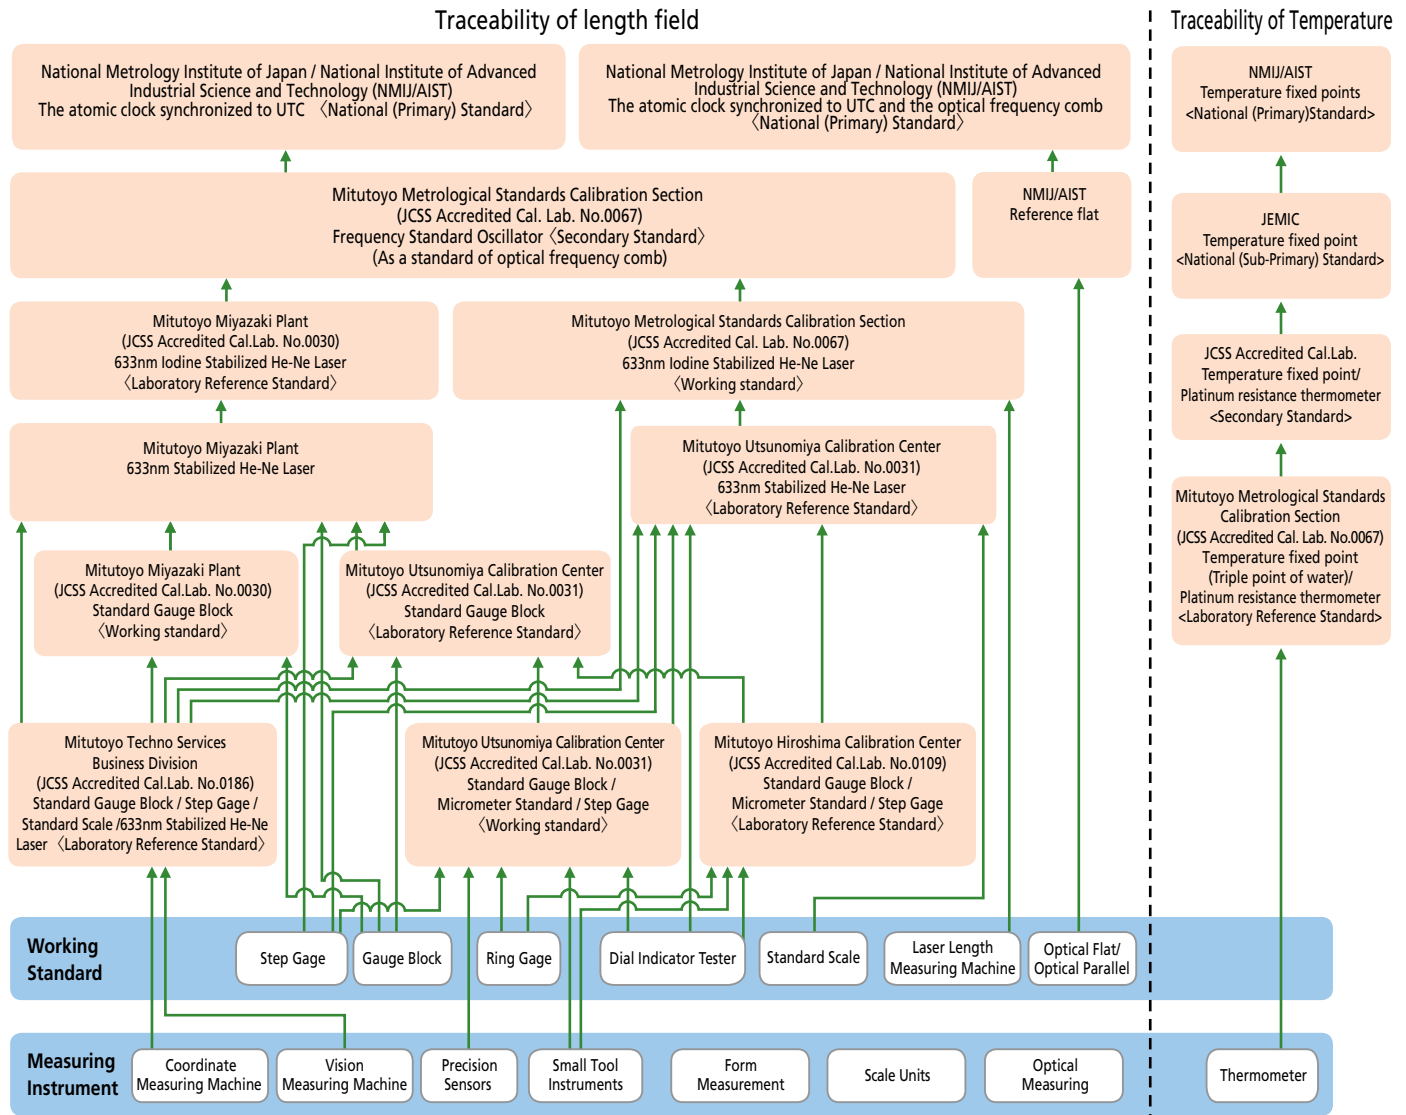 Traceability of length field
Traceability of Temperature
National Metrology Institute of Japan / National Institute of Advanced
Industrial Science and Technology (NMIJ/AIST)
The atomic clock synchronized to UTC 〈National (Primary) Standard〉
National Metrology Institute of Japan / National Institute of Advanced
Industrial Science and Technology (NMIJ/AIST)
The atomic clock synchronized to UTC and the optical frequency comb
〈National (Primary) Standard〉
NMIJ/AIST
Temperature fixed points
<National (Primary)Standard>
Mitutoyo Metrological Standards Calibration Section
(JCSS Accredited Cal. Lab. No.0067)
Frequency Standard Oscillator 〈Secondary Standard〉
(As a standard of optical frequency comb)
NMIJ/AIST
Reference flat
JEMIC
Temperature fixed point
<National (Sub-Primary) Standard>
Mitutoyo Miyazaki Plant
(JCSS Accredited Cal.Lab. No.0030)
633nm Iodine Stabilized He-Ne Laser
〈Laboratory Reference Standard〉
Mitutoyo Metrological Standards Calibration Section
(JCSS Accredited Cal. Lab. No.0067)
633nm Iodine Stabilized He-Ne Laser
〈Working standard〉
JCSS Accredited Cal.Lab.
Temperature fixed point/
Platinum resistance thermometer
<Secondary Standard>
Mitutoyo Miyazaki Plant
633nm Stabilized He-Ne Laser
Mitutoyo Utsunomiya Calibration Center
(JCSS Accredited Cal.Lab. No.0031)
633nm Stabilized He-Ne Laser
〈Laboratory Reference Standard〉
Mitutoyo Metrological Standards
Calibration Section
(JCSS Accredited Cal. Lab. No.0067)
Temperature fixed point
(Triple point of water)/
Platinum resistance thermometer
<Laboratory Reference Standard>
Mitutoyo Miyazaki Plant
(JCSS Accredited Cal.Lab. No.0030)
Standard Gauge Block
〈Working standard〉
Mitutoyo Utsunomiya Calibration Center
(JCSS Accredited Cal.Lab. No.0031)
Standard Gauge Block
〈Laboratory Reference Standard〉
Mitutoyo Techno Services
Business Division
(JCSS Accredited Cal.Lab. No.0186)
Standard Gauge Block / Step Gage /
Standard Scale /633nm Stabilized He-Ne
Laser 〈Laboratory Reference Standard〉
Mitutoyo Utsunomiya Calibration Center
(JCSS Accredited Cal.Lab. No.0031)
Standard Gauge Block /
Micrometer Standard / Step Gage
〈Working standard〉
Mitutoyo Hiroshima Calibration Center
(JCSS Accredited Cal.Lab. No.0109)
Standard Gauge Block /
Micrometer Standard / Step Gage
〈Laboratory Reference Standard〉
Working
Standard
Step Gage
Gauge Block
Ring Gage
Dial Indicator Tester
Standard Scale
Laser Length
Measuring Machine
Optical Flat/
Optical Parallel
Measuring
Instrument
Coordinate
Measuring Machine
Vision
Measuring Machine
Precision
Sensors
Small Tool
Instruments
Form
Measurement
Scale Units
Optical
Measuring
Thermometer